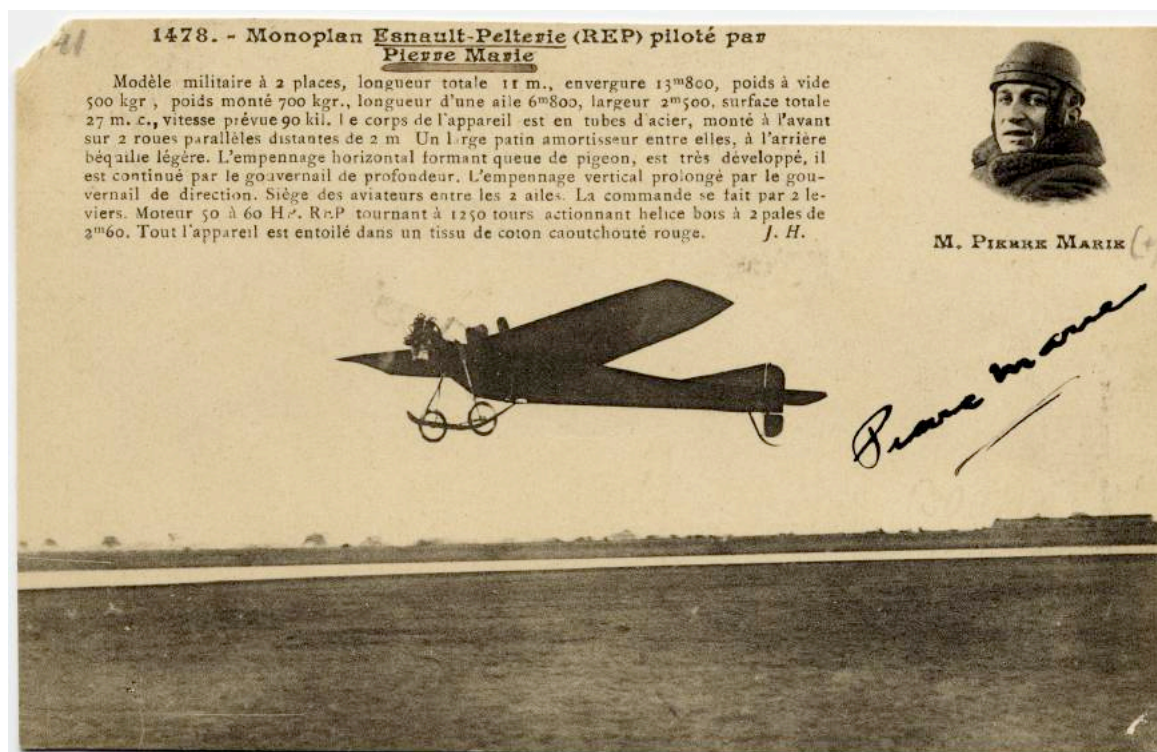 1478. - Monoplan Esnault-Pelterie (REP) piloté par
Pierre Marie
Modèle militaire à 2 places, longueur totale 11 m., envergure 13m800, poids à vide
500 kgr, poids monté 700 kgr., longueur d'une aile 6m800, largeur 2m500, surface totale
27 m. c., vitesse prévue 90 kil. le corps de l'appareil est en tubes d'acier, monté à l'avant
sur 2 roues parallèles distantes de 2 m Un large patin amortisseur entre elles, à l'arrière
béquille légère. L'empennage horizontal formant queue de pigeon, est très développé, il
est continué par le gouvernail de profondeur. L'empennage vertical prolongé par le gou-
vernail de direction. Siège des aviateurs entre les 2 ailes. La commande se fait par 2 le-
viers. Moteur 50 à 60 HP. REP tournant à 1250 tours actionnant helice bois à 2 pales de
2m60. Tout l'appareil est entoilé dans un tissu de coton caoutchouté rouge. J. H.
M. PIERRE MARIE (+)
Pierre Marie